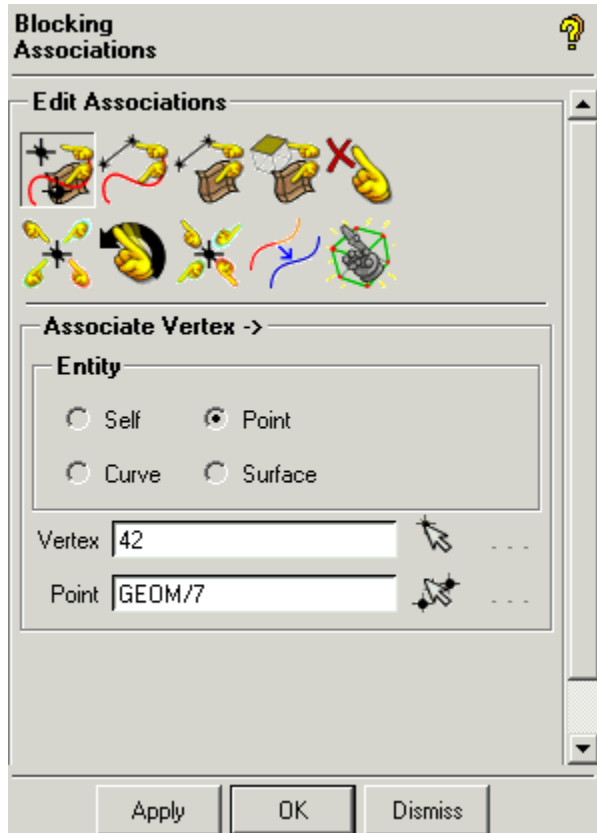 Blocking
Associations
Edit Associations
Associate Vertex ->
Entity
Self Point
Curve Surface
Vertex 42 . . .
Point GEOM/7 . . .
Apply OK Dismiss